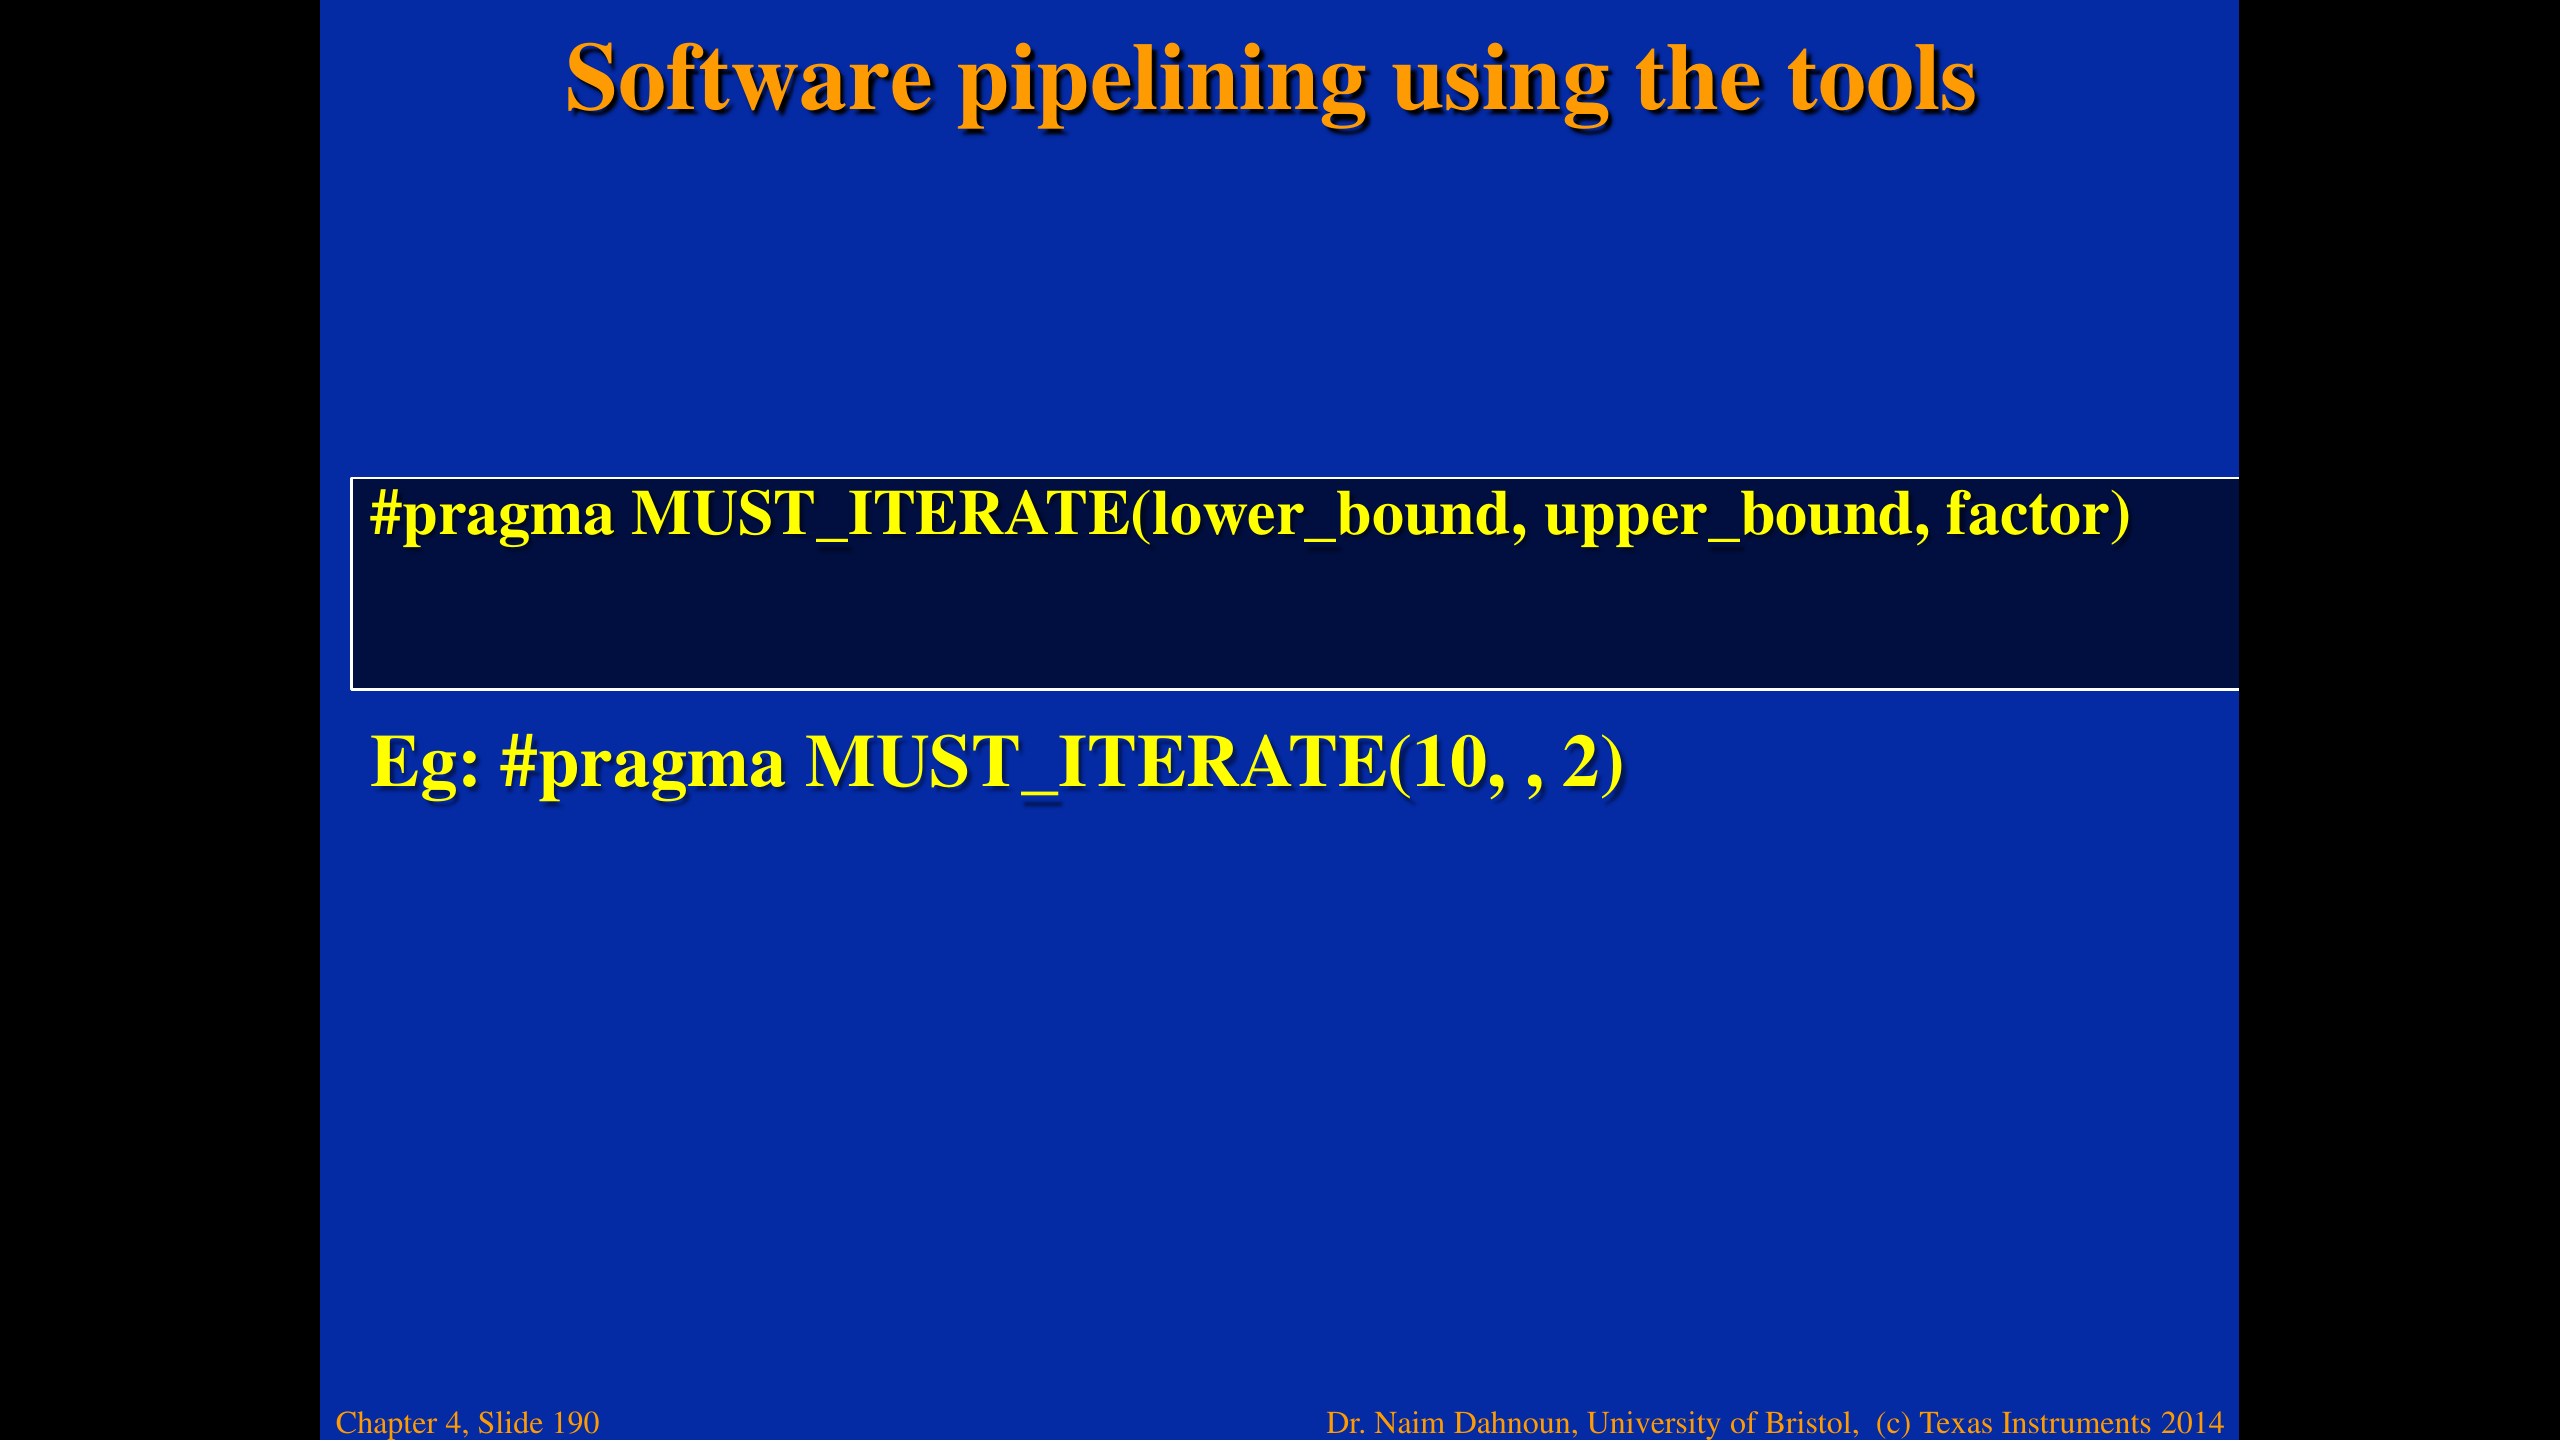 Software pipelining using the tools
#pragma MUST_ITERATE(lower_bound, upper_bound, factor)
Eg: #pragma MUST_ITERATE(10, , 2)
Chapter 4, Slide 190
Dr. Naim Dahnoun, University of Bristol, (c) Texas Instruments 2014